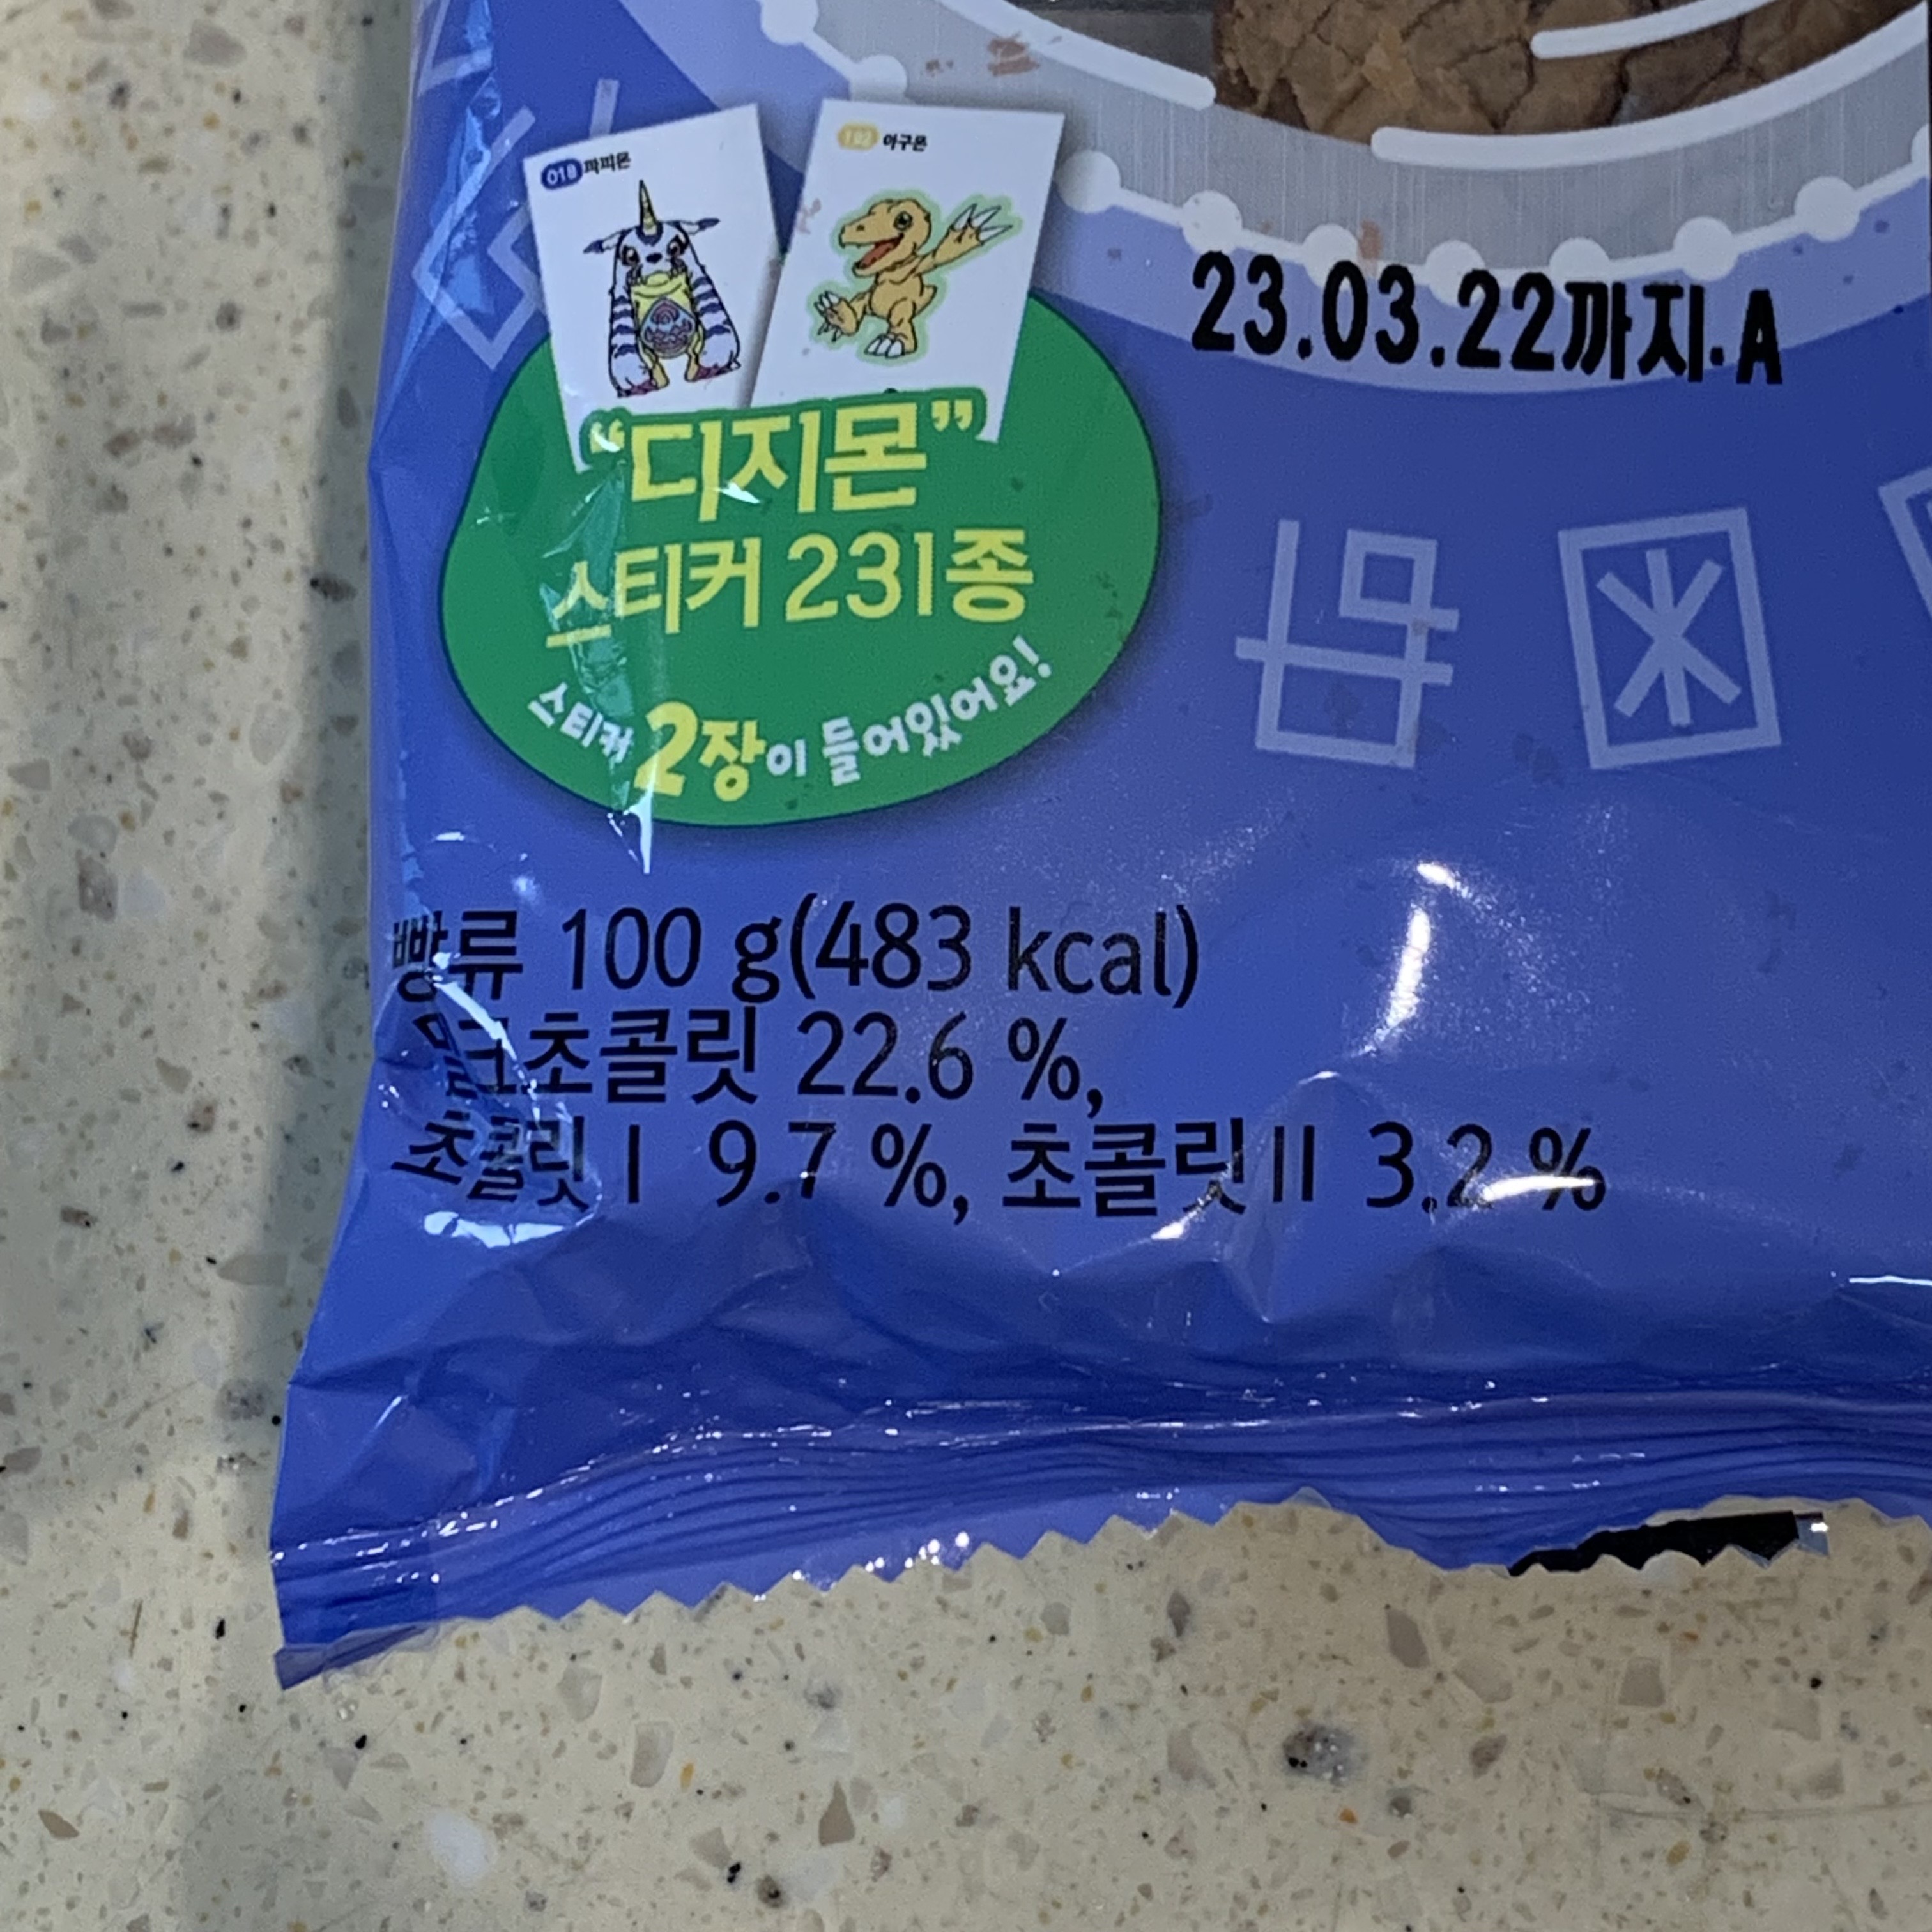 018 파피몬
아구몬
23.03.22까지·A
“디지몬”
스티커 231종
스티커 2장이 들어있어요!
빵류 100 g(483 kcal)
밀크초콜릿 22.6 %,
초콜릿Ⅰ 9.7 %, 초콜릿Ⅱ 3.2 %